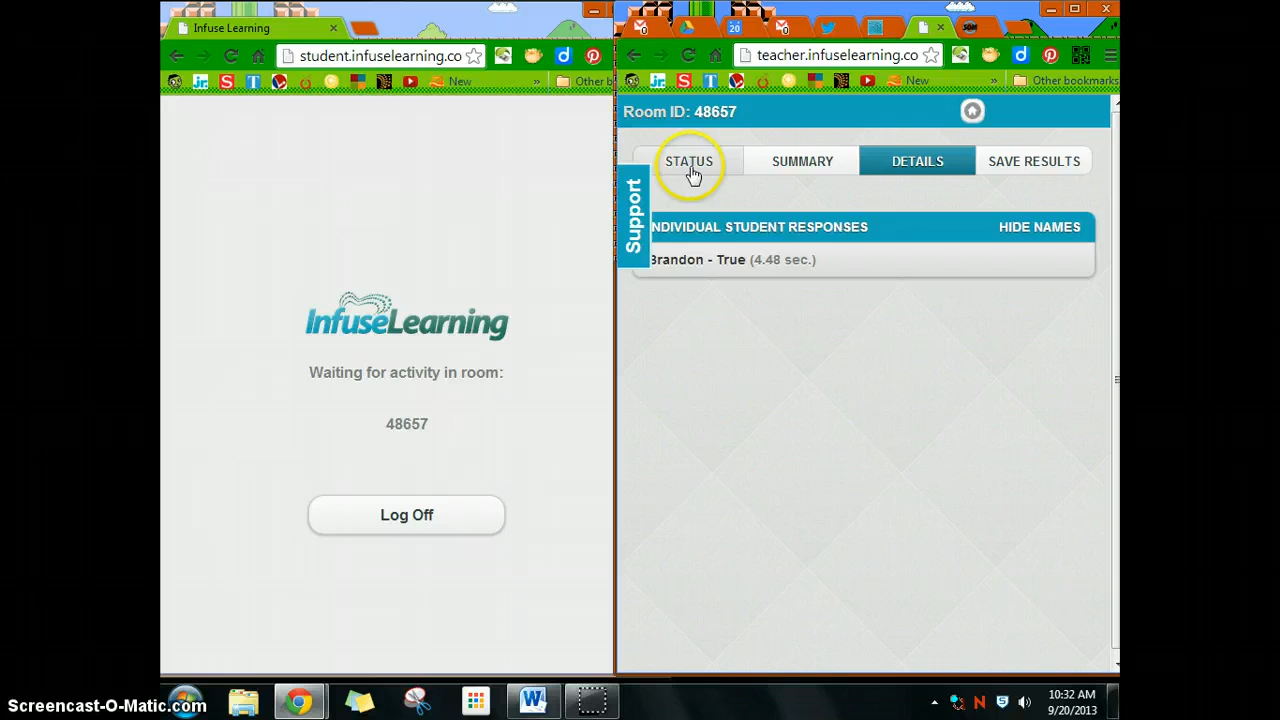 Infuse Learning
student.infuselearning.co
New
Other b
InfuseLearning
Waiting for activity in room:
48657
Log Off
20
SGM
teacher.infuselearning.co
New
Other bookmarks
Room ID: 48657
STATUS
SUMMARY
DETAILS
SAVE RESULTS
Support
NDIVIDUAL STUDENT RESPONSES
HIDE NAMES
Brandon - True (4.48 sec.)
10:32 AM
9/20/2013
Screencast-O-Matic.com